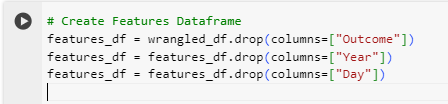 # Create Features Dataframe
features_df = wrangled_df.drop(columns=["Outcome"])
features_df = features_df.drop(columns=["Year"])
features_df = features_df.drop(columns=["Day"])